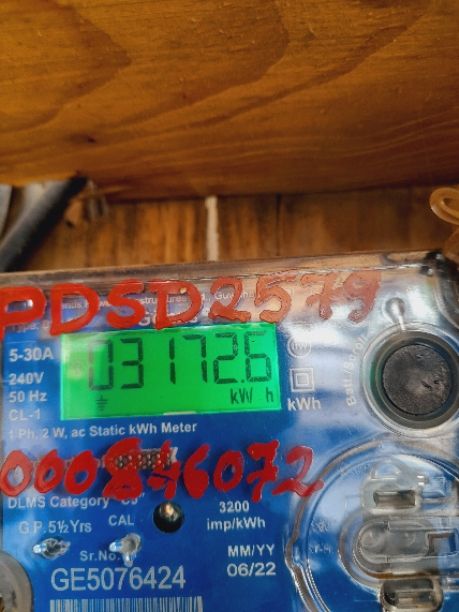 PDSD2579
5-30A
240V
50 Hz
CL-1
03172.6
kW h
kWh
1 Ph, 2 W, ac Static kWh Meter
000846072
DLMS Category
3200
imp/kWh
G.P. 5½ Yrs
CAL
Sr.No.
MM/YY
GE5076424
06/22